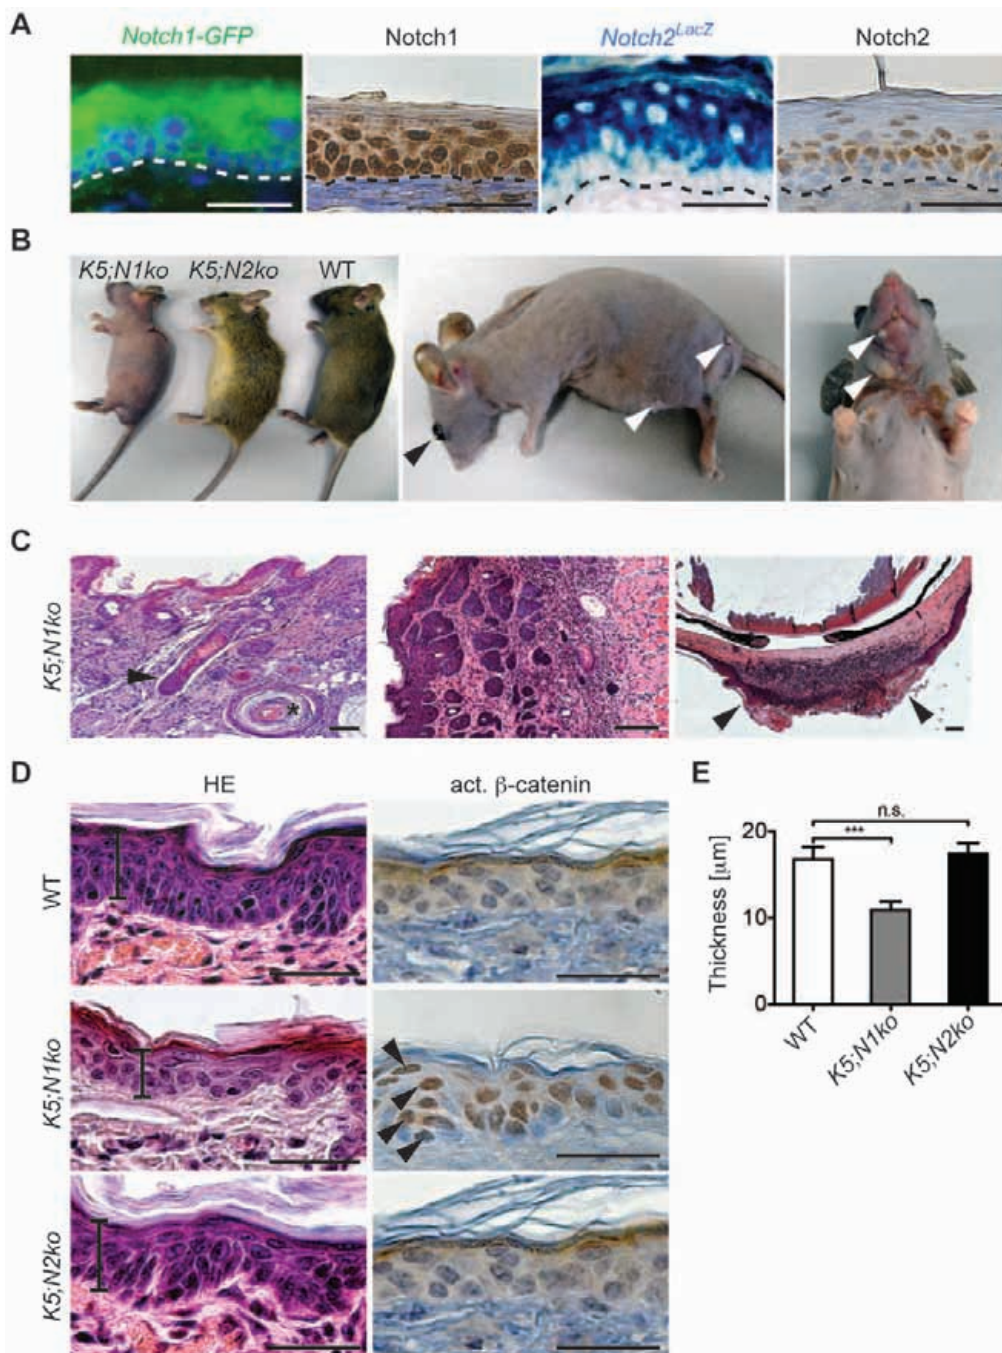 A
Notch1-GFP
Notch1
Notch2LacZ
Notch2
B
K5;N1ko
K5;N2ko
WT
C
K5;N1ko
*
D
HE
act. β-catenin
WT
K5;N1ko
K5;N2ko
E
n.s.
***
20
10
0
Thickness [µm]
WT
K5;N1ko
K5;N2ko